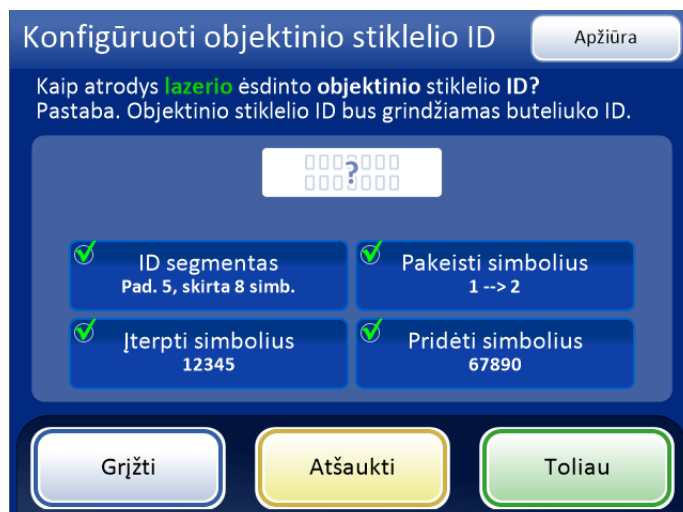 Konfigūruoti objektinio stiklelio ID
Apžiūra
Kaip atrodys lazerio ėsdinto objektinio stiklelio ID?
Pastaba. Objektinio stiklelio ID bus grindžiamas buteliuko ID.
?
ID segmentas
Pad. 5, skirta 8 simb.
Pakeisti simbolius
1 --> 2
Įterpti simbolius
12345
Pridėti simbolius
67890
Grįžti
Atšaukti
Toliau